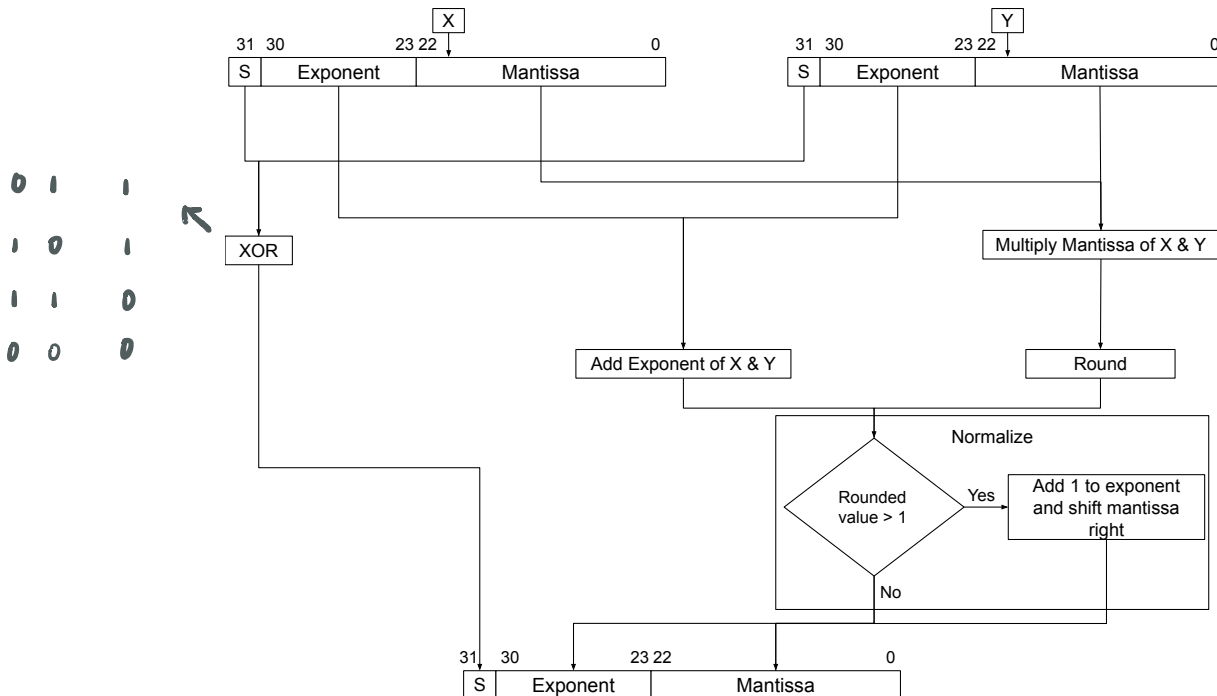 X Y
31 30 23 22 0 31 30 23 22 0
S Exponent Mantissa S Exponent Mantissa
0 1 1
1 0 1
XOR Multiply Mantissa of X & Y
1 1 0
0 0 0
Add Exponent of X & Y Round
Normalize
Rounded
value > 1
Yes
Add 1 to exponent
and shift mantissa
right
No
31 30 23 22 0
S Exponent Mantissa